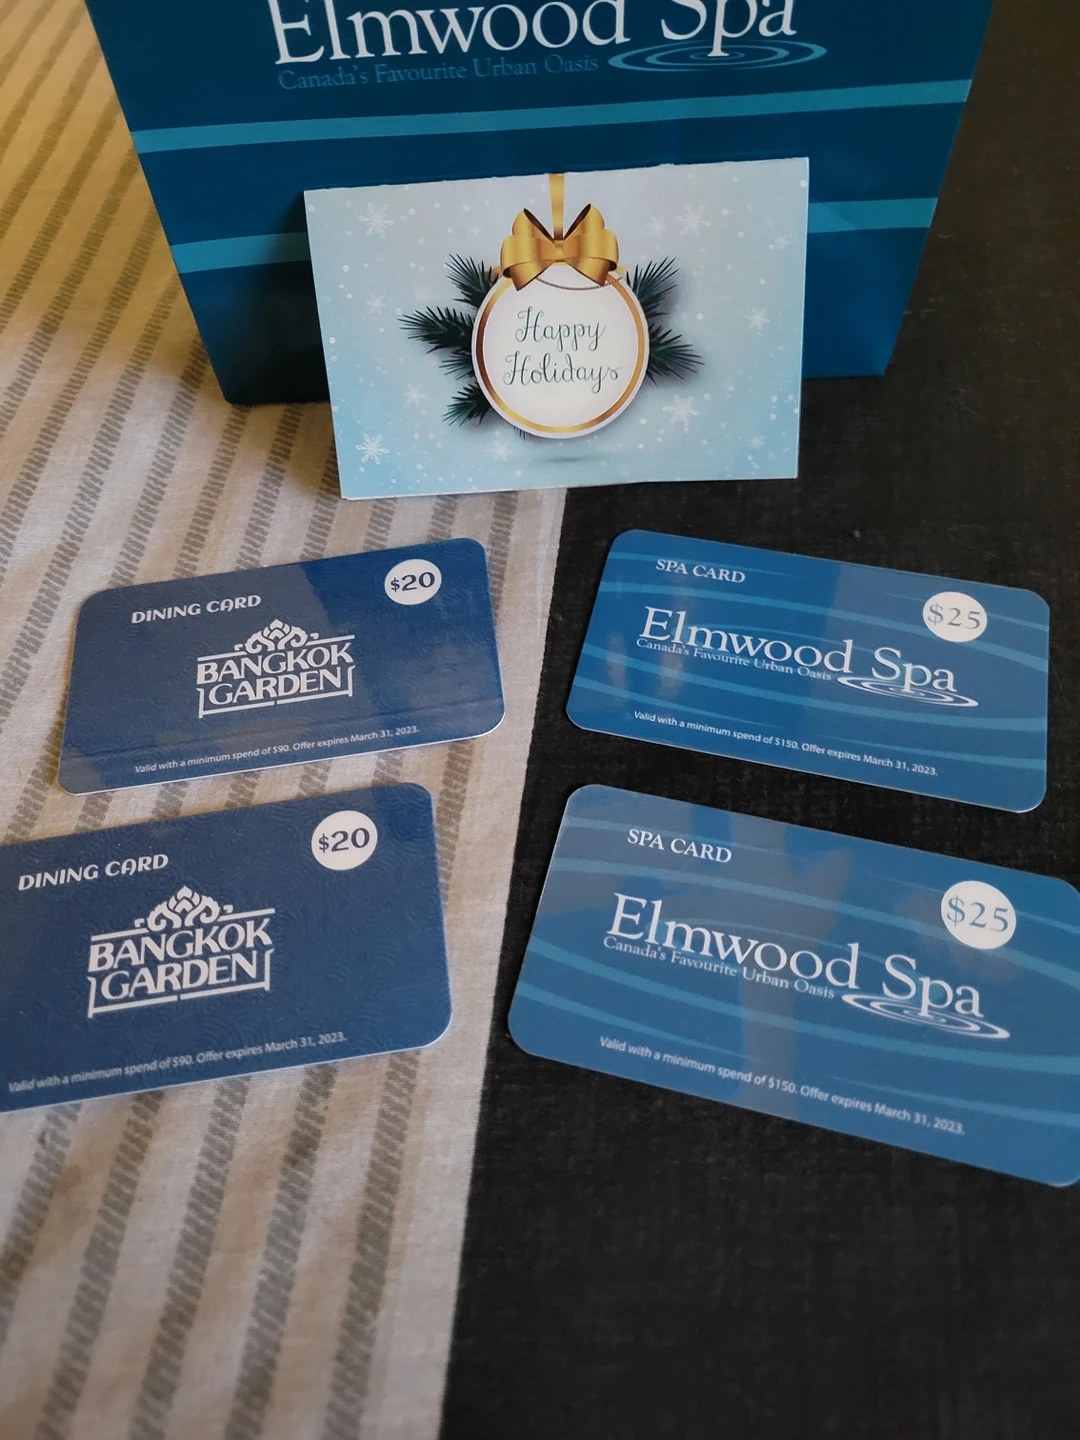 Elmwood Spa
Canada's Favourite Urban Oasis
Happy
Holidays
DINING CARD
$20
BANGKOK
GARDEN
Valid with a minimum spend of $90. Offer expires March 31, 2023.
SPA CARD
$25
Elmwood Spa
Canada's Favourite Urban Oasis
Valid with a minimum spend of $150. Offer expires March 31, 2023.
DINING CARD
$20
BANGKOK
GARDEN
Valid with a minimum spend of $90. Offer expires March 31, 2023.
SPA CARD
$25
Elmwood Spa
Canada's Favourite Urban Oasis
Valid with a minimum spend of $150. Offer expires March 31, 2023.